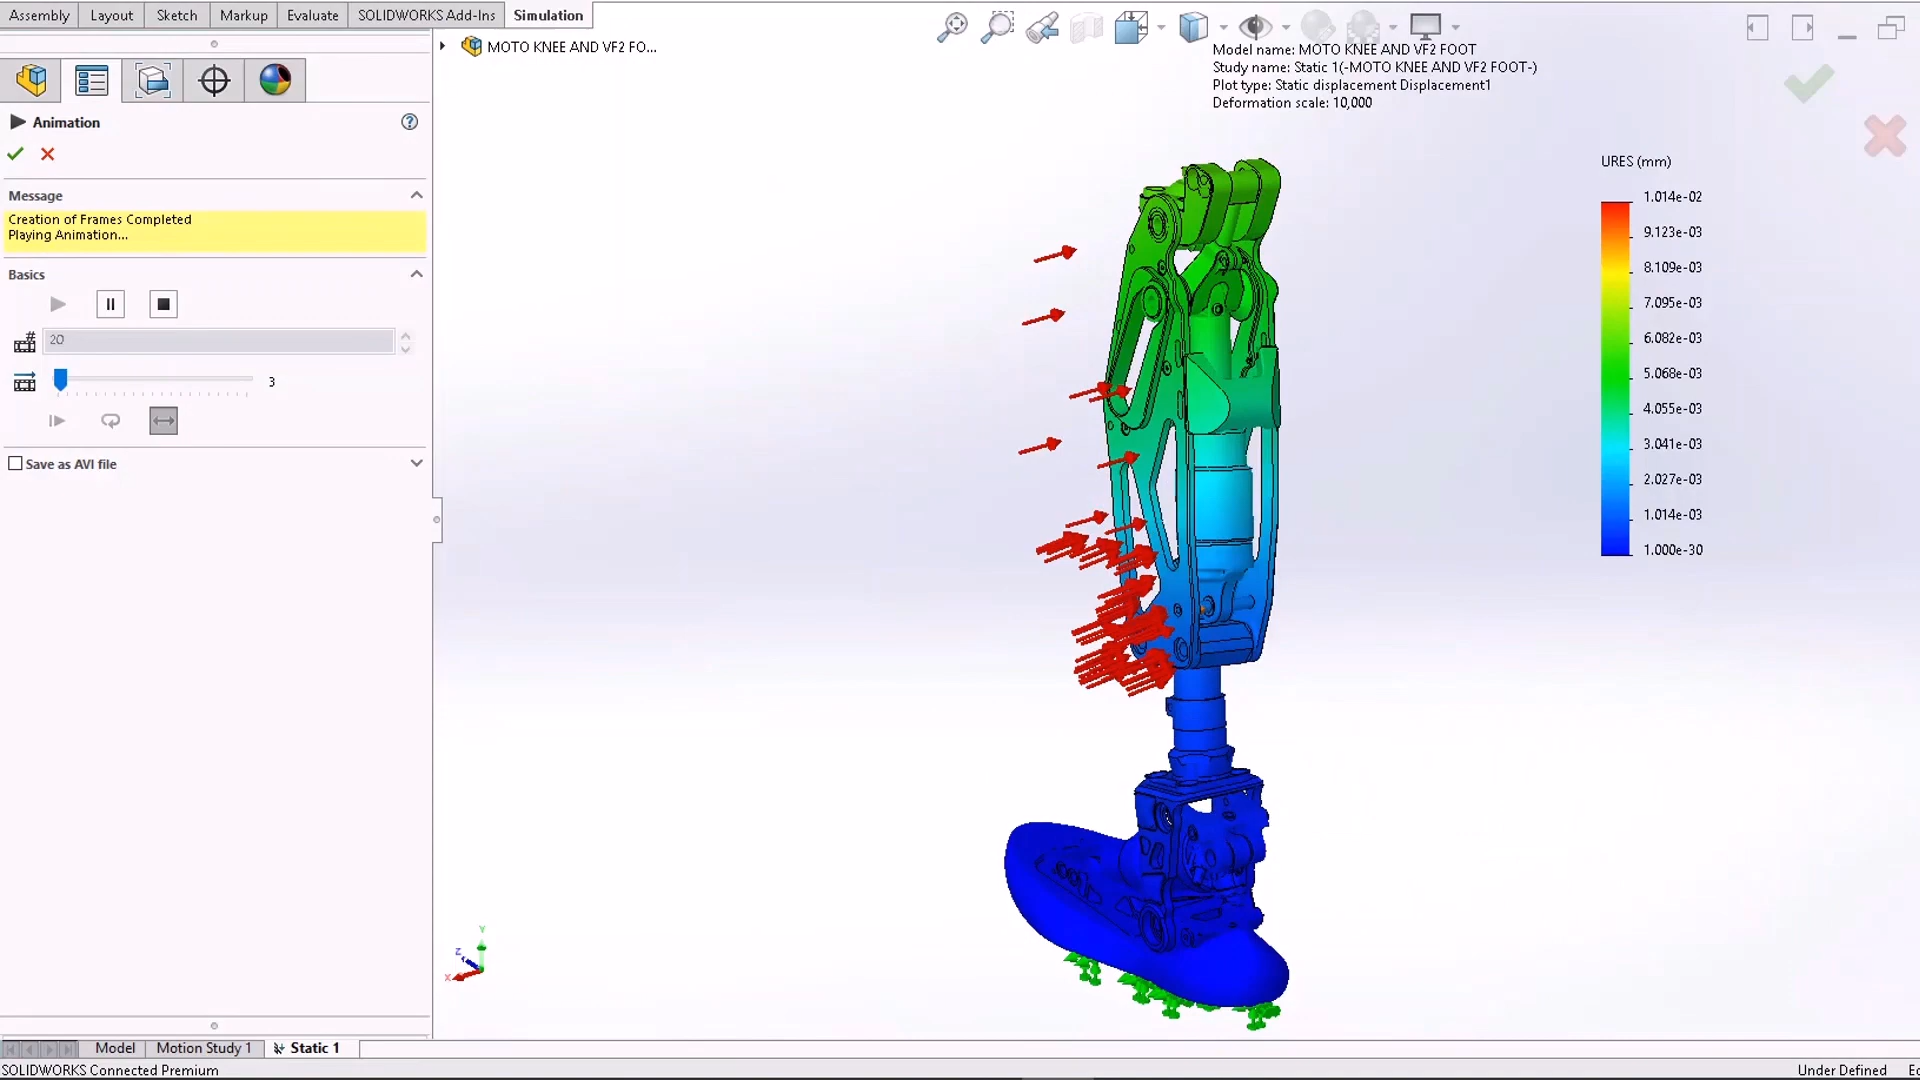 Assembly Layout Sketch Markup Evaluate SOLIDWORKS Add-Ins Simulation
MOTO KNEE AND VF2 FO...
Model name: MOTO KNEE AND VF2 FOOT
Study name: Static 1(-MOTO KNEE AND VF2 FOOT-)
Plot type: Static displacement Displacement1
Deformation scale: 10,000
Animation
Message
Creation of Frames Completed
Playing Animation...
Basics
20
3
Save as AVI file
URES (mm)
1.014e-02
9.123e-03
8.109e-03
7.095e-03
6.082e-03
5.068e-03
4.055e-03
3.041e-03
2.027e-03
1.014e-03
1.000e-30
Y
Z
X
Model Motion Study 1 Static 1
SOLIDWORKS Connected Premium
Under Defined